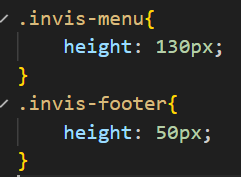 .invis-menu{
    height: 130px;
}
.invis-footer{
    height: 50px;
}